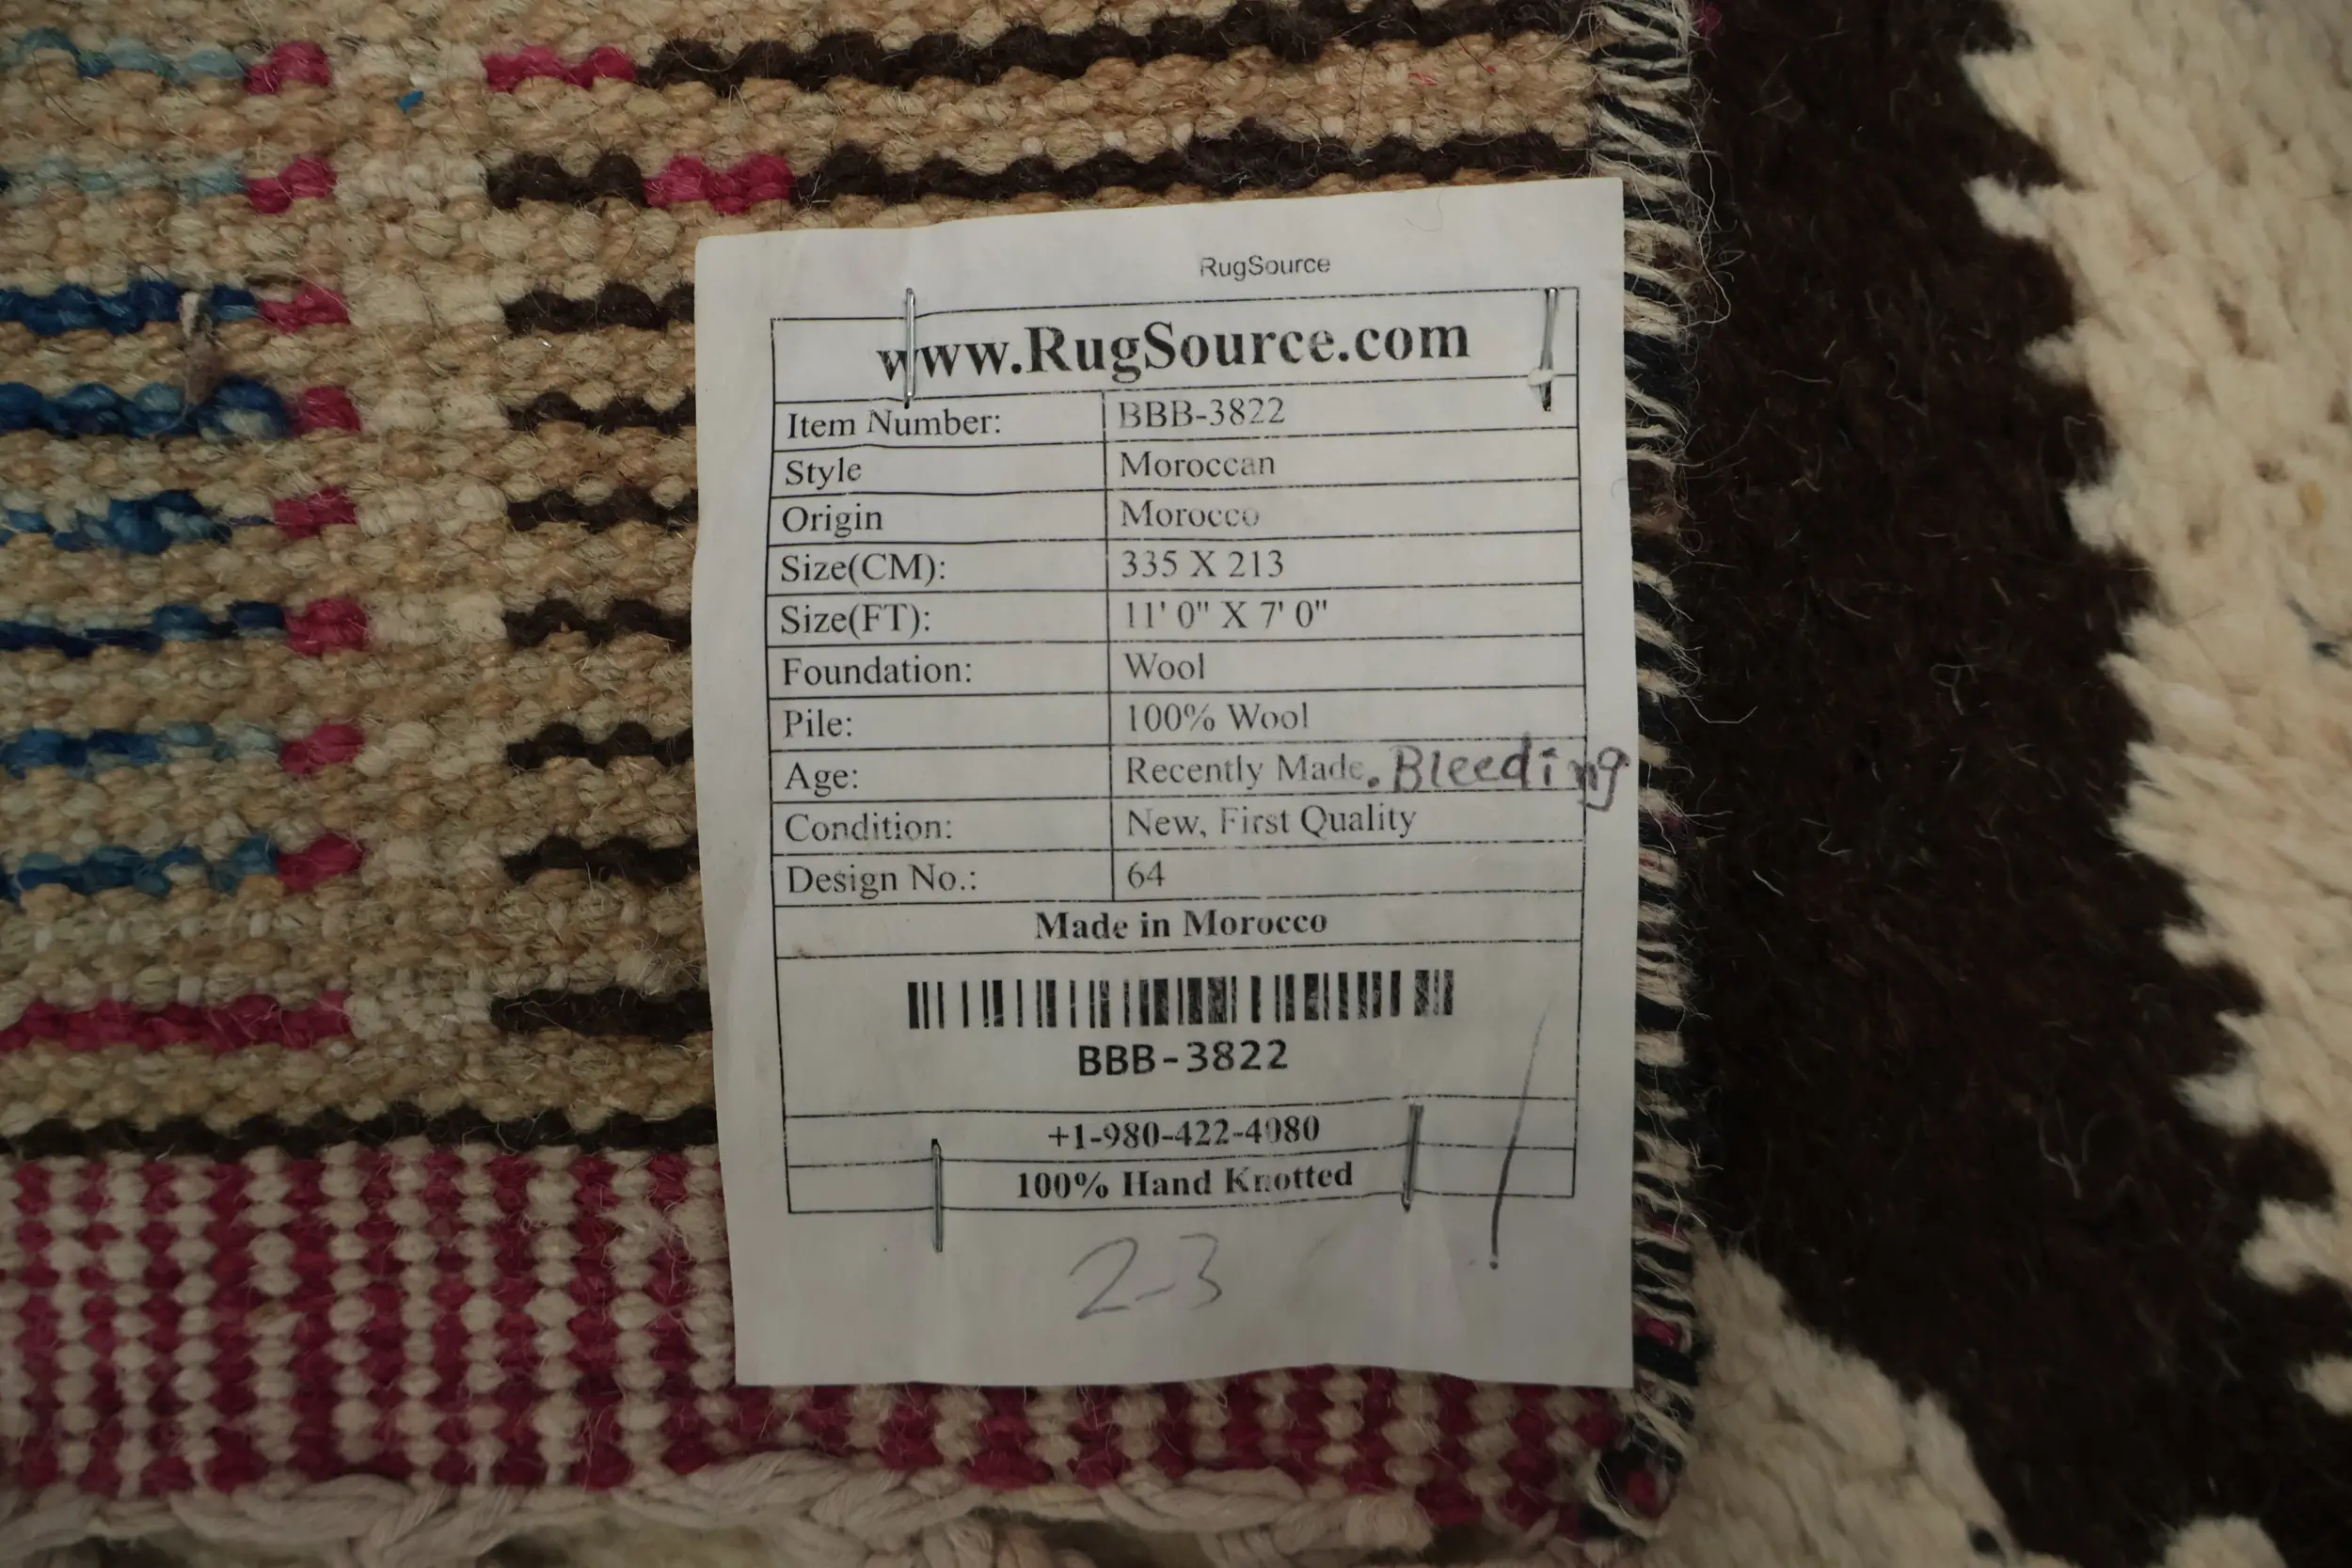 RugSource
www.RugSource.com
Item Number: BBB-3822
Style Moroccan
Origin Morocco
Size(CM): 335 X 213
Size(FT): 11' 0" X 7' 0"
Foundation: Wool
Pile: 100% Wool
Age: Recently Made. Bleeding
Condition: New, First Quality
Design No.: 64
Made in Morocco
BBB-3822
+1-980-422-4080
100% Hand Knotted
2-3